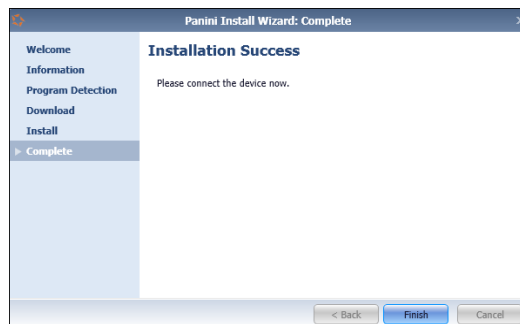 Panini Install Wizard: Complete
Welcome
Information
Program Detection
Download
Install
Complete
Installation Success
Please connect the device now.
< Back
Finish
Cancel